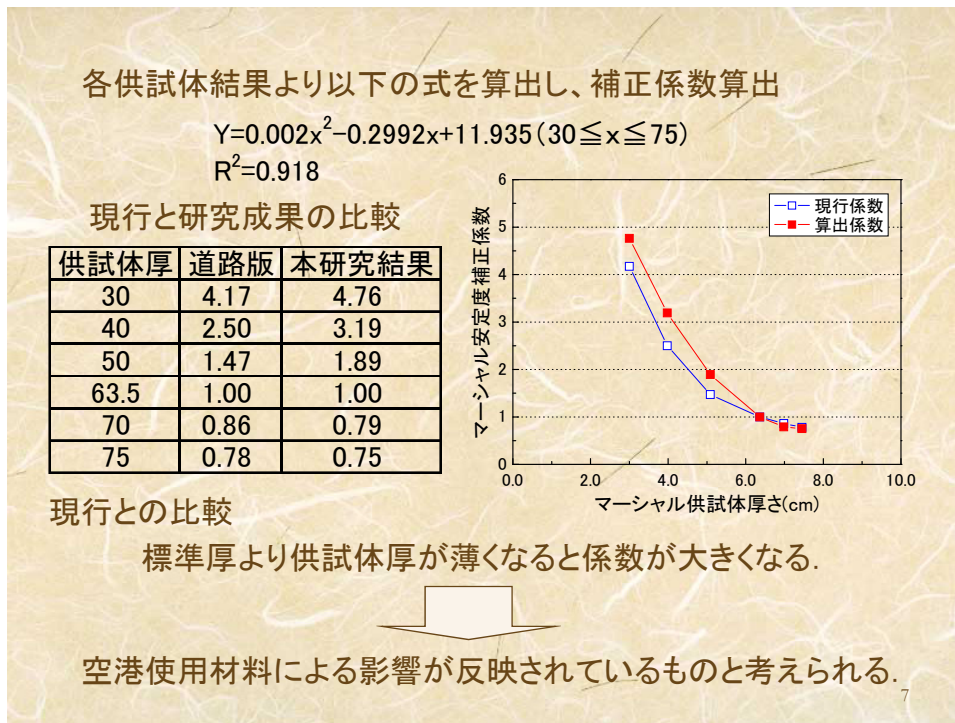 各供試体結果より以下の式を算出し、補正係数算出
Y=0.002x²−0.2992x+11.935（30≦x≦75）
R²=0.918
現行と研究成果の比較
供試体厚 道路版 本研究結果
30 4.17 4.76
40 2.50 3.19
50 1.47 1.89
63.5 1.00 1.00
70 0.86 0.79
75 0.78 0.75
マーシャル安定度補正係数
6
5
4
3
2
1
0
0.0 2.0 4.0 6.0 8.0 10.0
マーシャル供試体厚さ(cm)
現行係数
算出係数
現行との比較
標準厚より供試体厚が薄くなると係数が大きくなる.
空港使用材料による影響が反映されているものと考えられる.
7